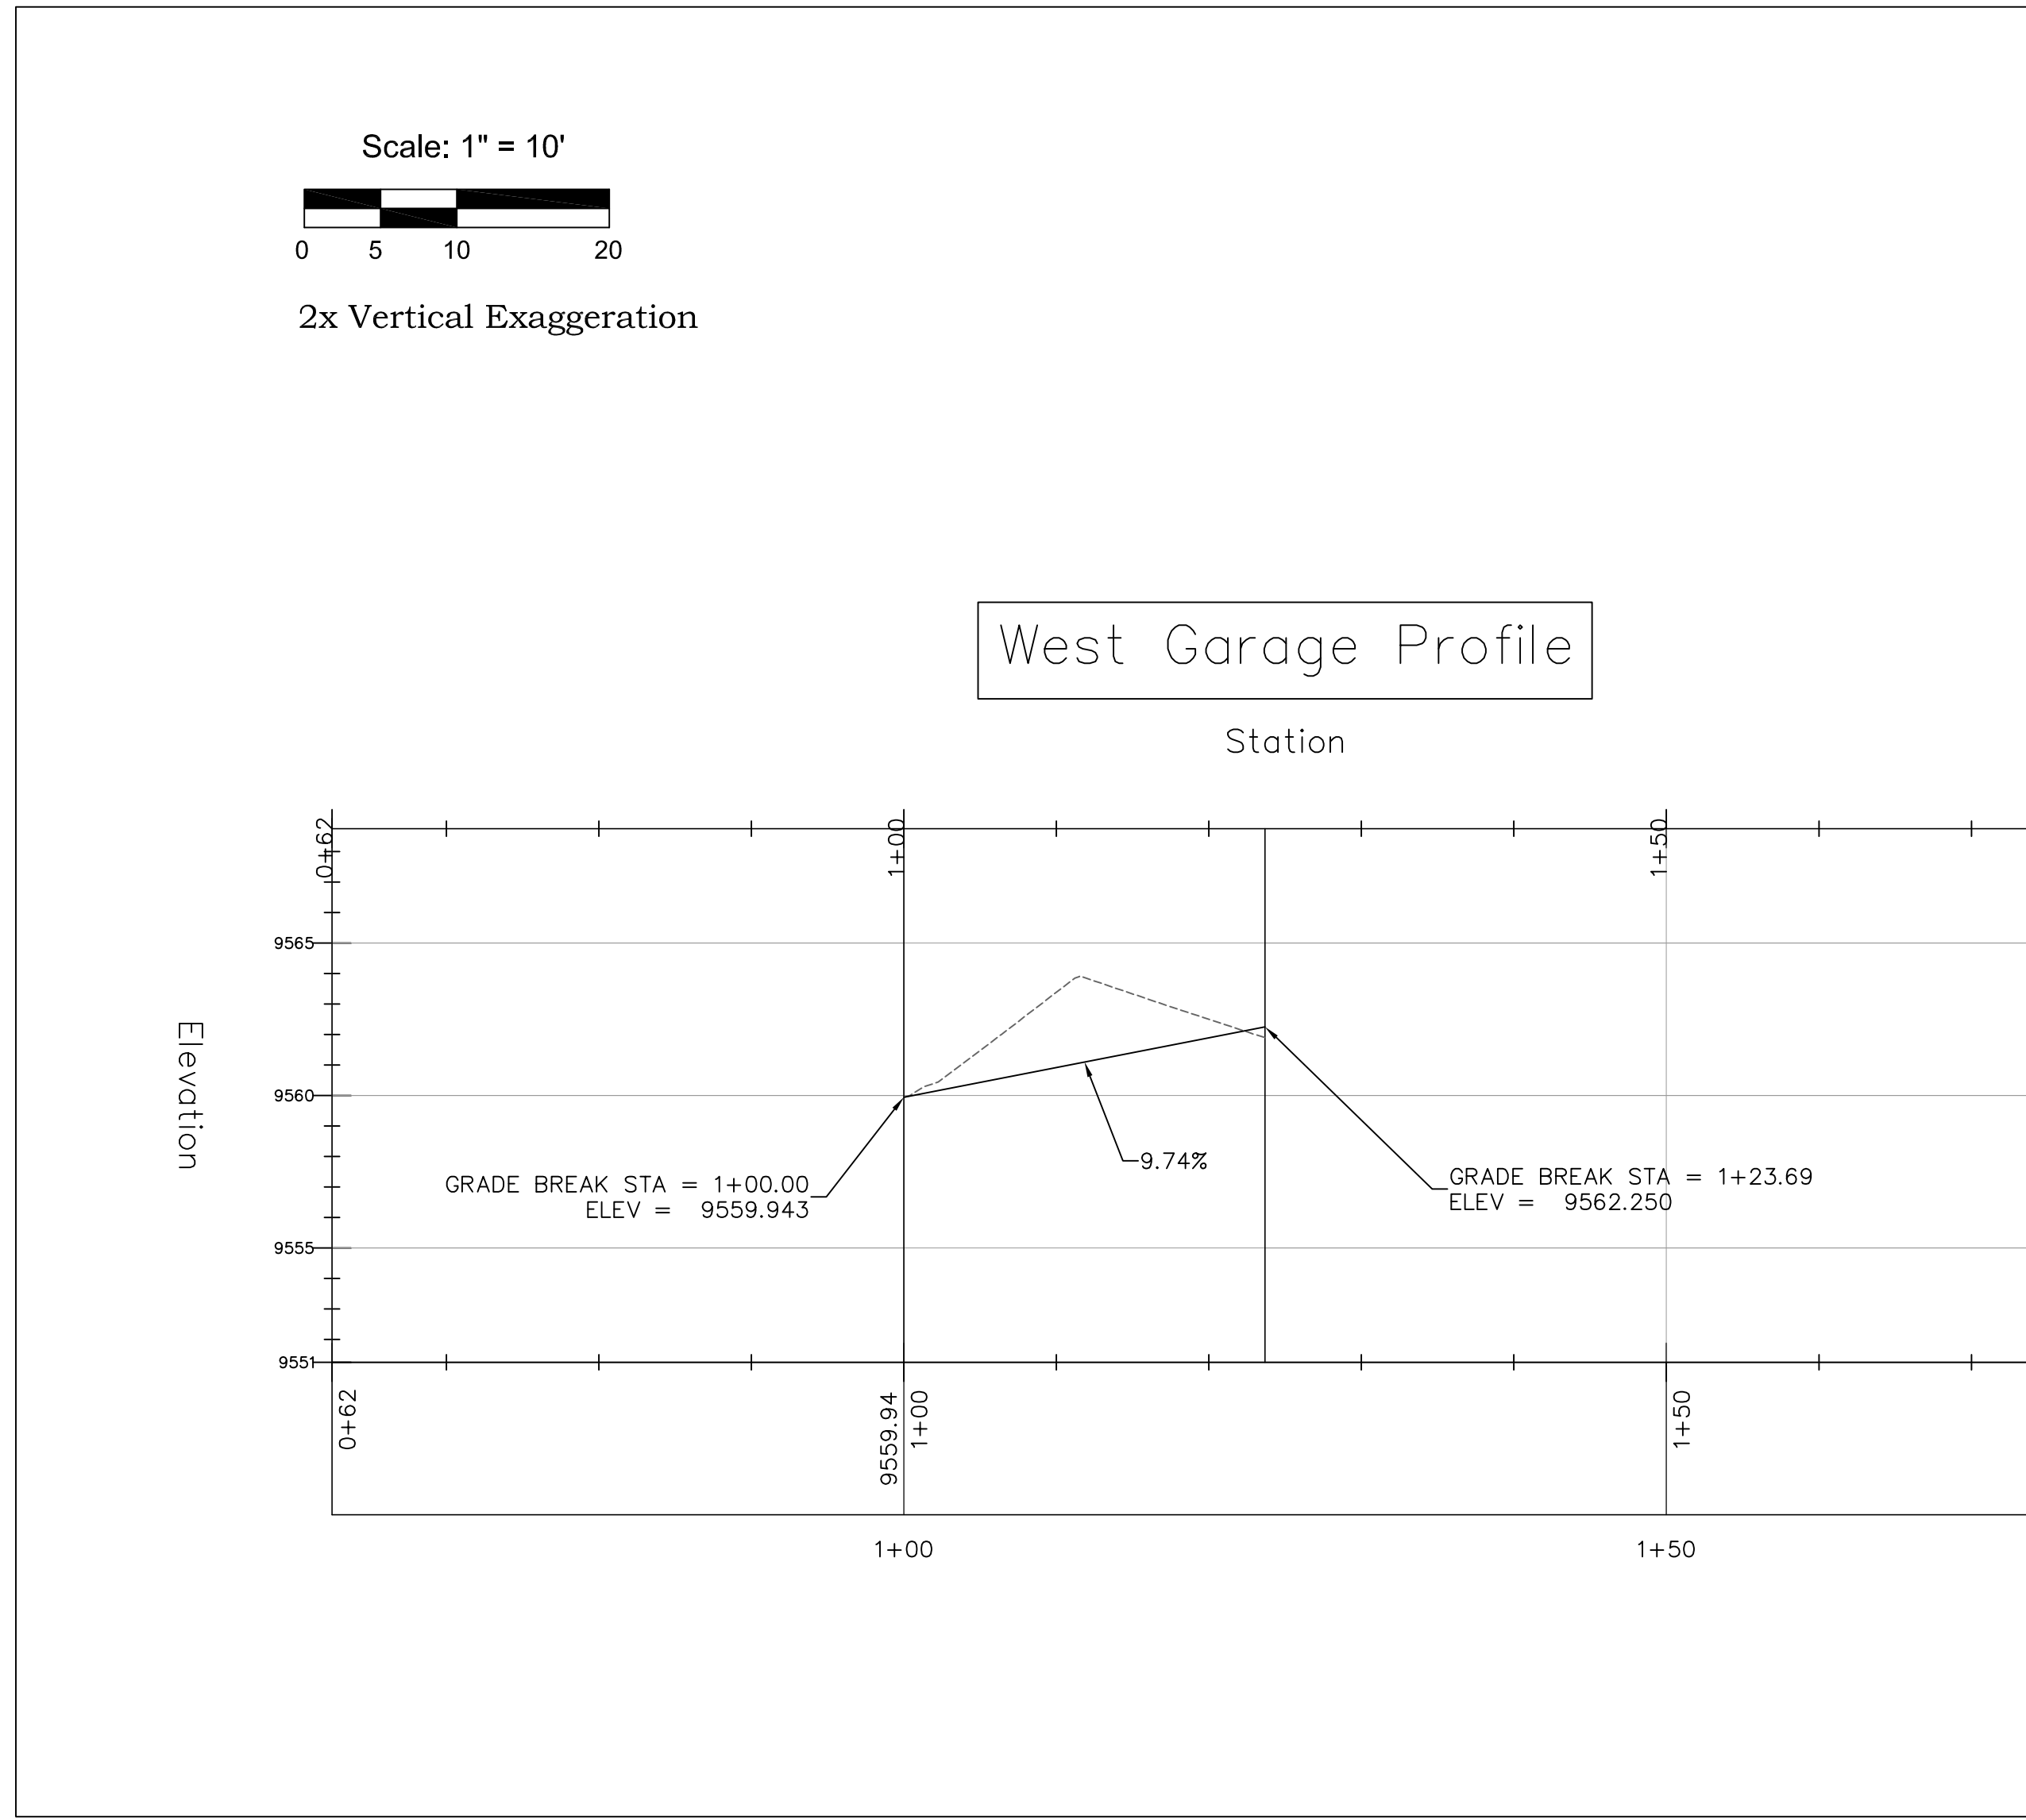 Scale: 1" = 10'
0 5 10 20
2x Vertical Exaggeration
West Garage Profile
Station
0+62
1+00
1+50
9565
9560
9555
9551
Elevation
GRADE BREAK STA = 1+00.00
ELEV = 9559.943
9.74%
GRADE BREAK STA = 1+23.69
ELEV = 9562.250
0+62
9559.94
1+00
1+50
1+00
1+50